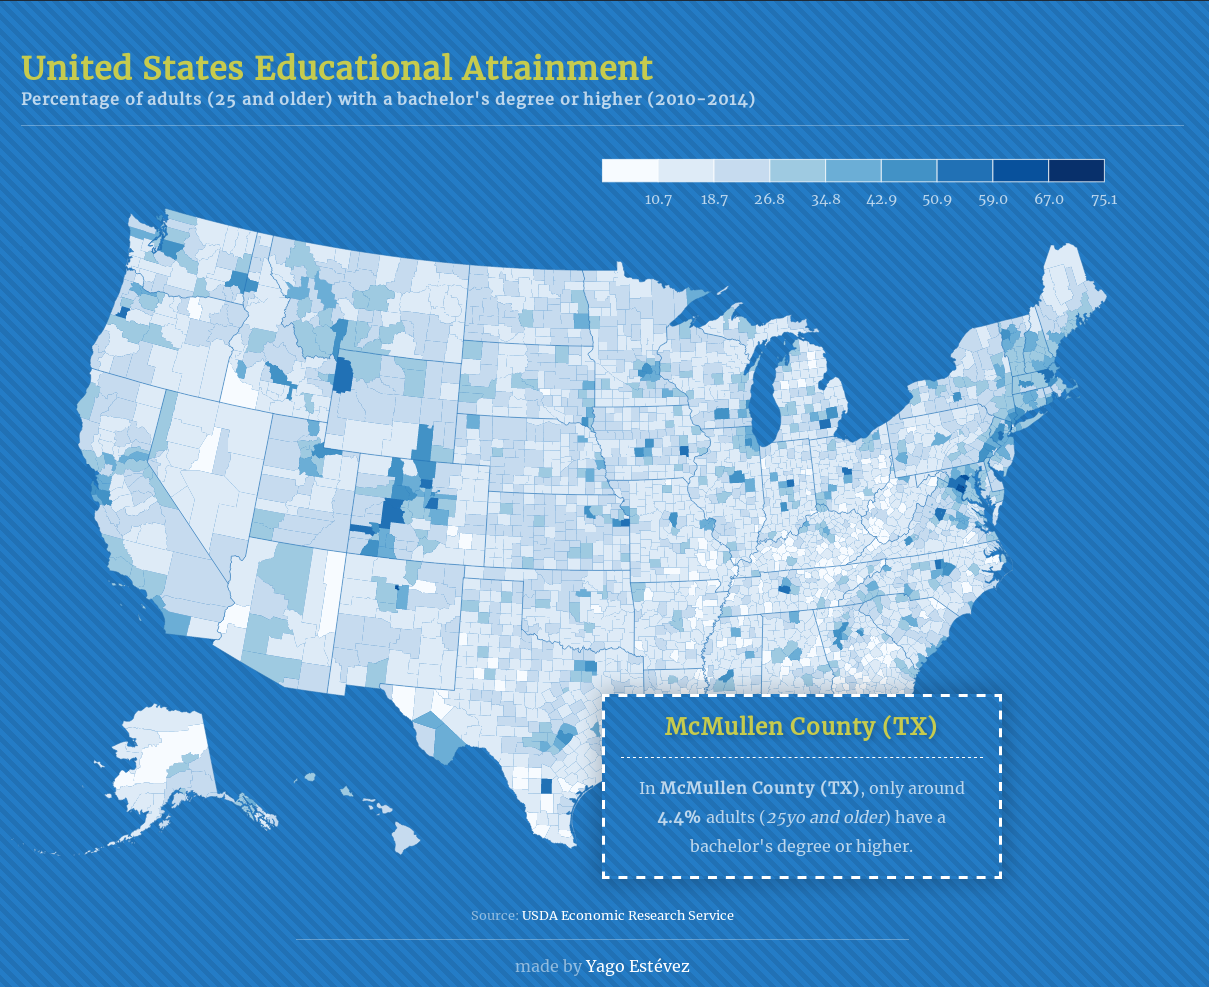 United States Educational Attainment
Percentage of adults (25 and older) with a bachelor's degree or higher (2010-2014)
10.7 18.7 26.8 34.8 42.9 50.9 59.0 67.0 75.1
McMullen County (TX)
In McMullen County (TX), only around
4.4% adults (25yo and older) have a
bachelor's degree or higher.
Source: USDA Economic Research Service
made by Yago Estévez